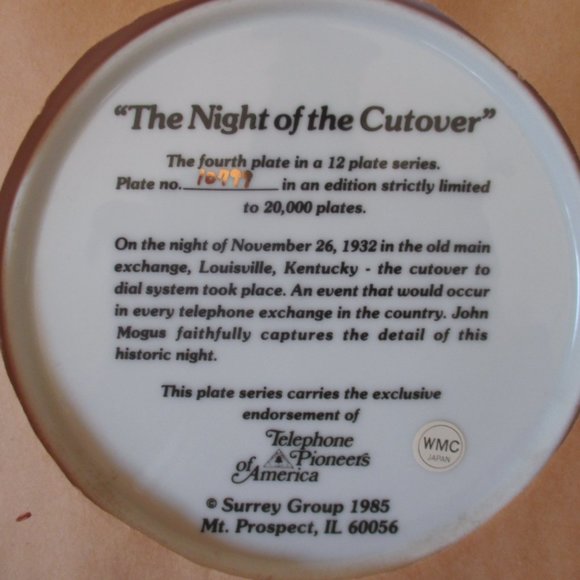 "The Night of the Cutover"
The fourth plate in a 12 plate series.
Plate no. 10799 in an edition strictly limited
to 20,000 plates.
On the night of November 26, 1932 in the old main
exchange, Louisville, Kentucky - the cutover to
dial system took place. An event that would occur
in every telephone exchange in the country. John
Mogus faithfully captures the detail of this
historic night.
This plate series carries the exclusive
endorsement of
Telephone
Pioneers
of America
WMC
JAPAN
© Surrey Group 1985
Mt. Prospect, IL 60056